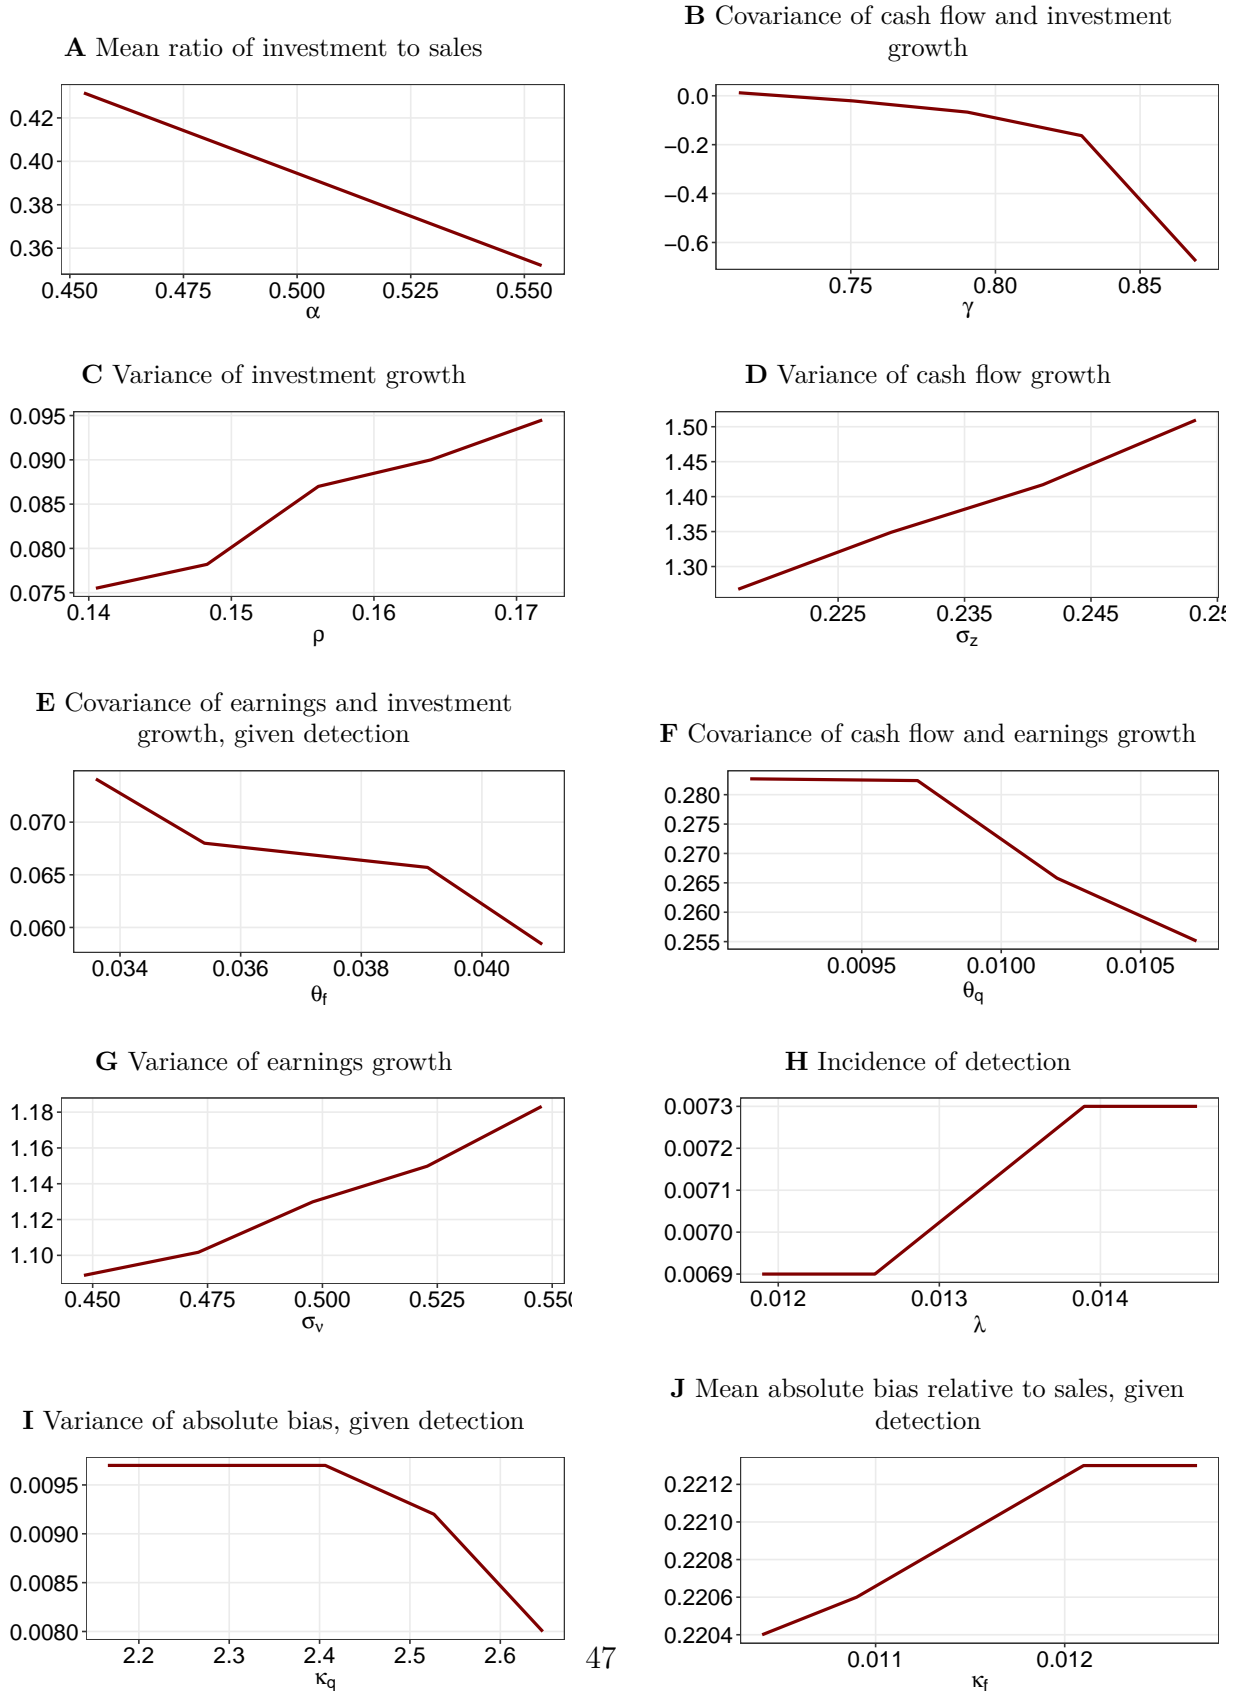 A Mean ratio of investment to sales
0.42
0.40
0.38
0.36
0.450 0.475 0.500 0.525 0.550
α
B Covariance of cash flow and investment
growth
0.0
−0.2
−0.4
−0.6
0.75 0.80 0.85
γ
C Variance of investment growth
0.095
0.090
0.085
0.080
0.075
0.14 0.15 0.16 0.17
ρ
D Variance of cash flow growth
1.50
1.45
1.40
1.35
1.30
0.225 0.235 0.245
σz
E Covariance of earnings and investment
growth, given detection
0.070
0.065
0.060
0.034 0.036 0.038 0.040
θf
F Covariance of cash flow and earnings growth
0.280
0.275
0.270
0.265
0.260
0.255
0.0095 0.0100 0.0105
θq
G Variance of earnings growth
1.18
1.16
1.14
1.12
1.10
0.450 0.475 0.500 0.525 0.550
σν
H Incidence of detection
0.0073
0.0072
0.0071
0.0070
0.0069
0.012 0.013 0.014
λ
I Variance of absolute bias, given detection
0.0095
0.0090
0.0085
0.0080
2.2 2.3 2.4 2.5 2.6
κq
J Mean absolute bias relative to sales, given
detection
0.2212
0.2210
0.2208
0.2206
0.2204
0.011 0.012
κf
47